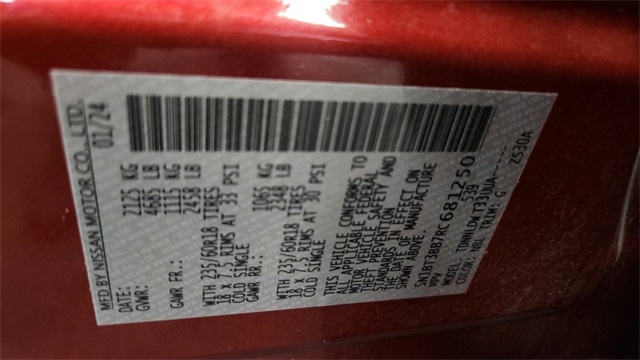 MFD BY NISSAN MOTOR CO., LTD.
DATE: 01/24
GVWR: 2125 KG
4685 LB
GAWR FR.: 1115 KG
2458 LB
WITH 235/60R18 TIRES
18 X 7.5 RIMS AT 33 PSI
COLD SINGLE
GAWR RR.: 1065 KG
2348 LB
WITH 235/60R18 TIRES
18 X 7.5 RIMS AT 30 PSI
COLD SINGLE
THIS VEHICLE CONFORMS TO
ALL APPLICABLE FEDERAL
MOTOR VEHICLE SAFETY AND
THEFT PREVENTION
STANDARDS IN EFFECT ON
THE DATE OF MANUFACTURE
SHOWN ABOVE.
5N1BT3BB7RC681250
MPV 539
MODEL:
COLOR: NBL TRIM: G
ZS30A